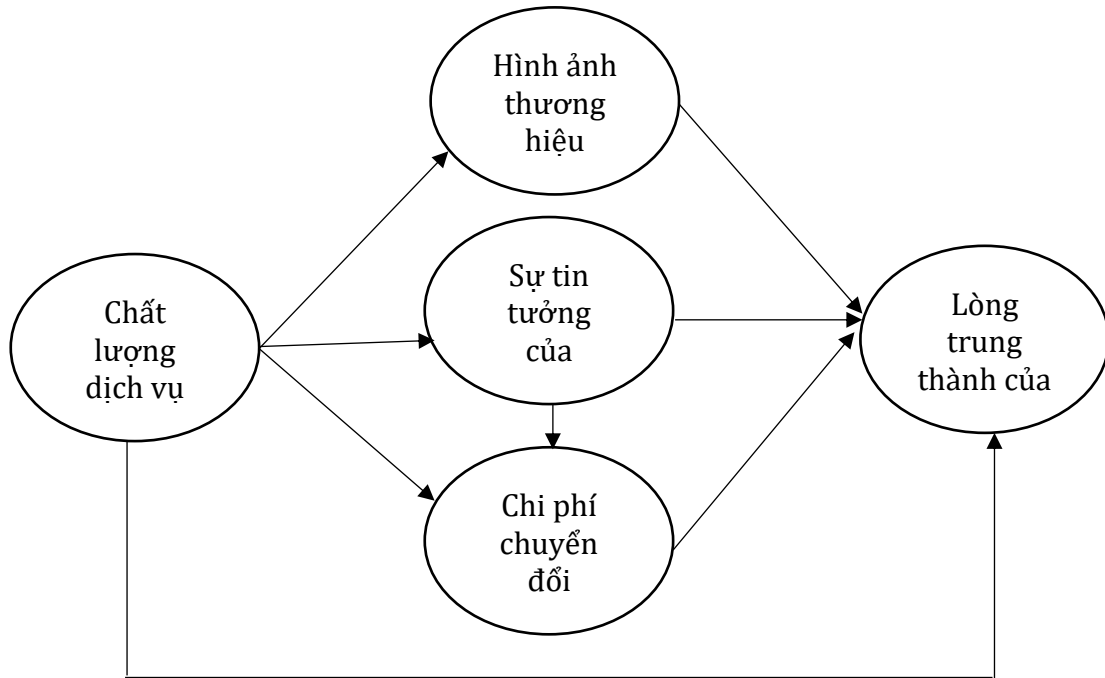 Hình ảnh
thương
hiệu
Sự tin
tưởng
của
Chất
lượng
dịch vụ
Lòng
trung
thành của
Chi phí
chuyển
đổi